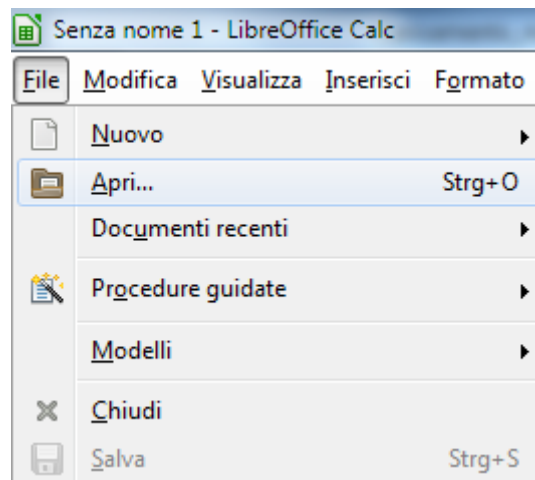 Senza nome 1 - LibreOffice Calc
File Modifica Visualizza Inserisci Formato
Nuovo
Apri... Strg+O
Documenti recenti
Procedure guidate
Modelli
Chiudi
Salva Strg+S